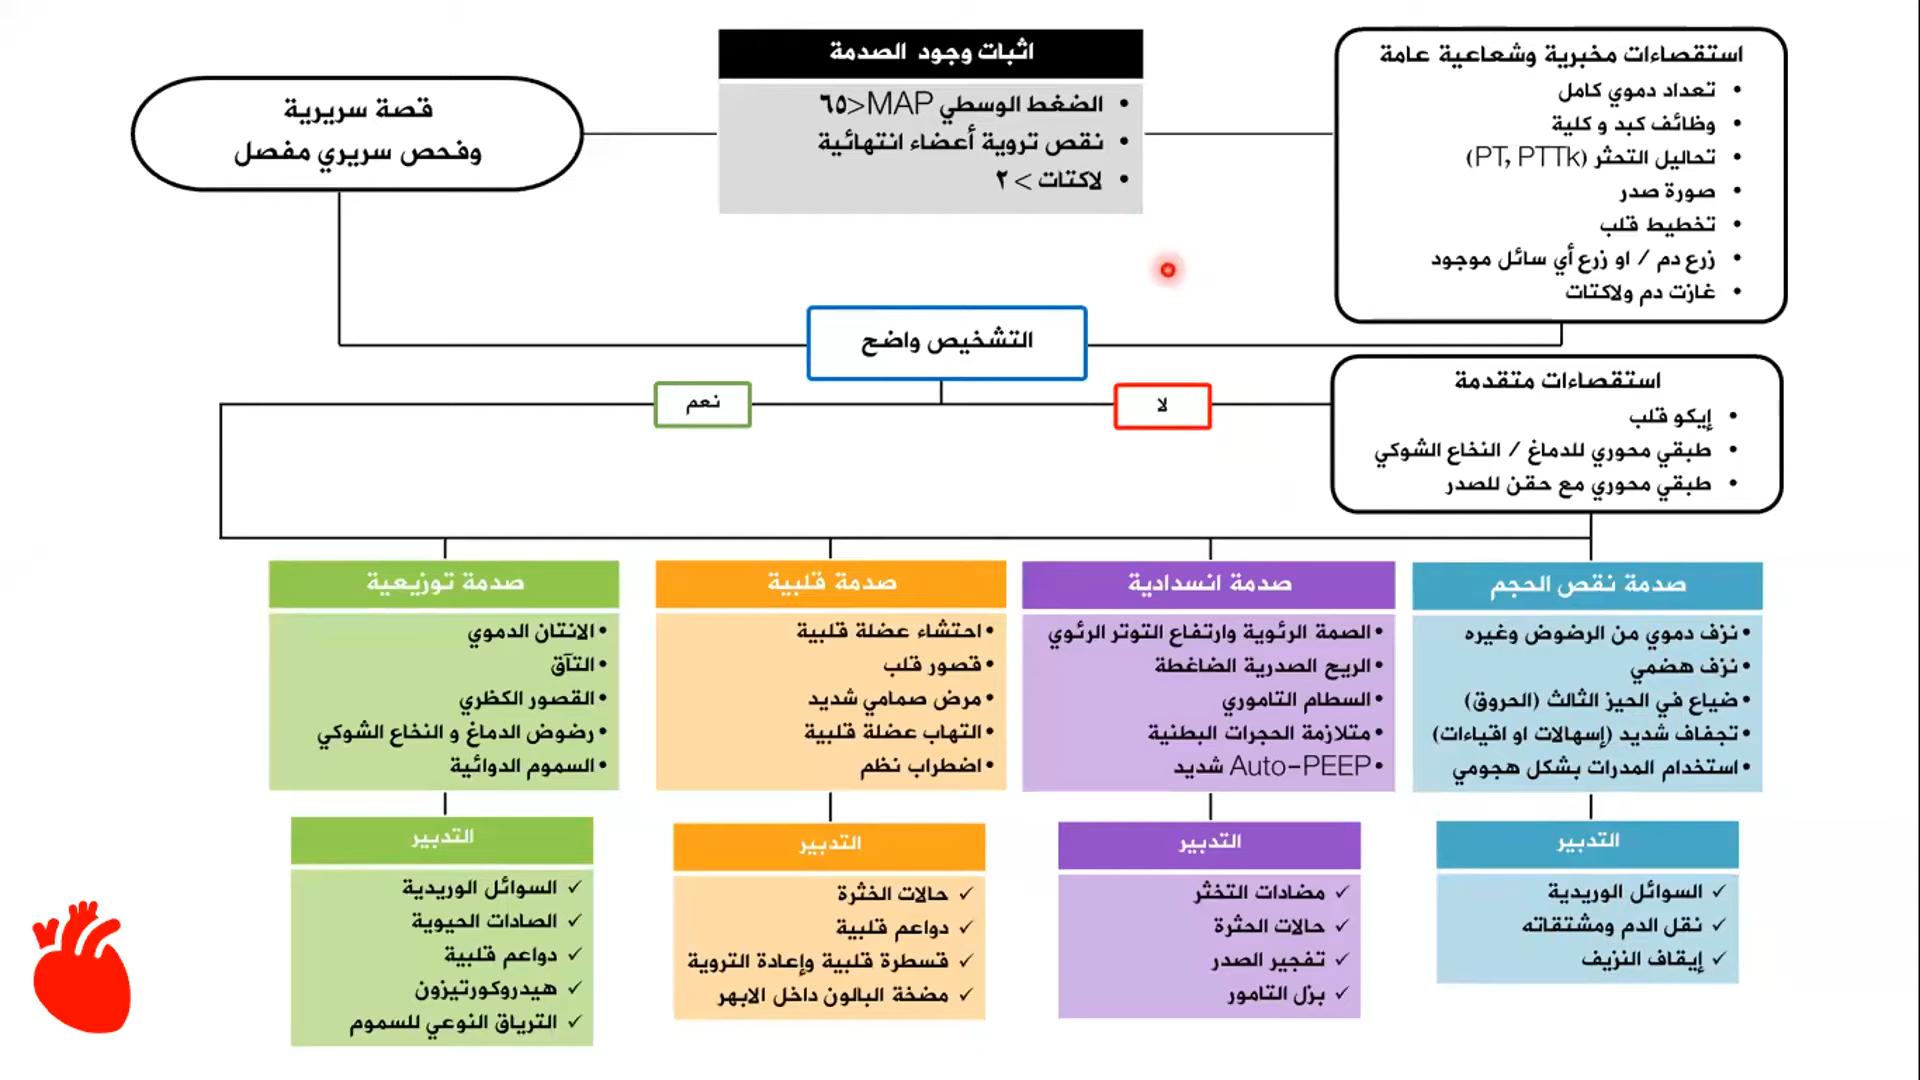 اثبات وجود الصدمة
الضغط الوسطي MAP<٦٥
نقص تروية أعضاء انتهائية
لاكتات > ٢
استقصاءات مخبرية وشعاعية عامة
تعداد دموي كامل
وظائف كبد و كلية
تحاليل التحثر (PT, PTTk)
صورة صدر
تخطيط قلب
زرع دم / او زرع أي سائل موجود
غازت دم ولاكتات
قصة سريرية
وفحص سريري مفصل
التشخيص واضح
نعم
لا
استقصاءات متقدمة
إيكو قلب
طبقي محوري للدماغ / النخاع الشوكي
طبقي محوري مع حقن للصدر
صدمة نقص الحجم
نزف دموي من الرضوض وغيره
نزف هضمي
ضياع في الحيز الثالث (الحروق)
تجفاف شديد (إسهالات او اقياءات)
استخدام المدرات بشكل هجومي
التدبير
السوائل الوريدية
نقل الدم ومشتقاته
إيقاف النزيف
صدمة انسدادية
الصمة الرئوية وارتفاع التوتر الرئوي
الريح الصدرية الضاغطة
السطام التاموري
متلازمة الحجرات البطنية
Auto-PEEP شديد
التدبير
مضادات التخثر
حالات الحثرة
تفجير الصدر
بزل التامور
صدمة قلبية
احتشاء عضلة قلبية
قصور قلب
مرض صمامي شديد
التهاب عضلة قلبية
اضطراب نظم
التدبير
حالات الخثرة
دواعم قلبية
قسطرة قلبية وإعادة التروية
مضخة البالون داخل الابهر
صدمة توزيعية
الانتان الدموي
التآق
القصور الكظري
رضوض الدماغ و النخاع الشوكي
السموم الدوائية
التدبير
السوائل الوريدية
الصادات الحيوية
دواعم قلبية
هيدروكورتيزون
الترياق النوعي للسموم